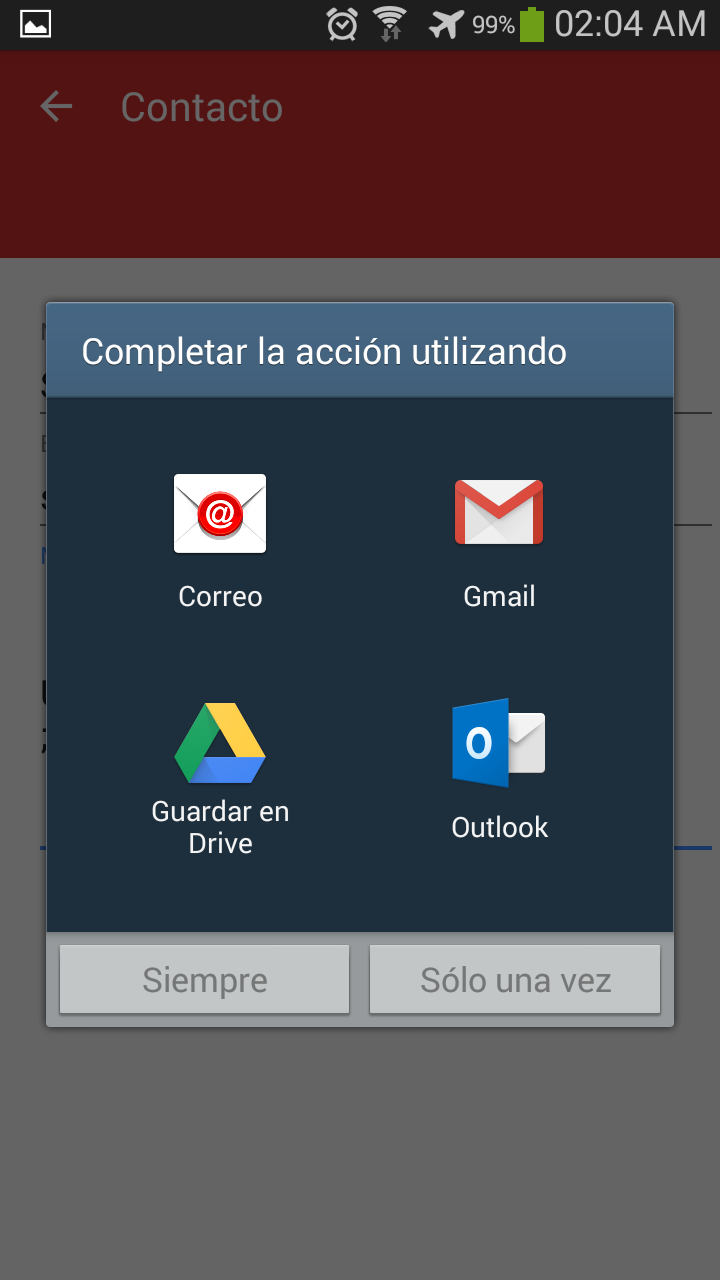 99% 02:04 AM
Contacto
Completar la acción utilizando
@
Correo
Gmail
Guardar en
Drive
O
Outlook
Siempre
Sólo una vez